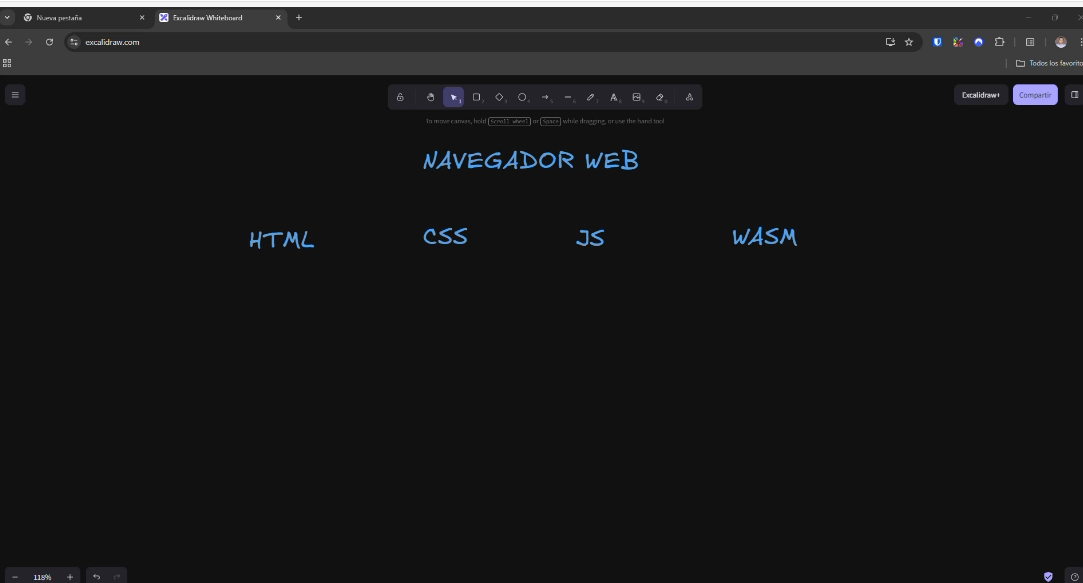 Nueva pestaña
Excalidraw Whiteboard
excalidraw.com
Todos los favorito
Excalidraw+
Compartir
To move canvas, hold Scroll wheel or Space while dragging, or use the hand tool
NAVEGADOR WEB
HTML CSS JS WASM
118%